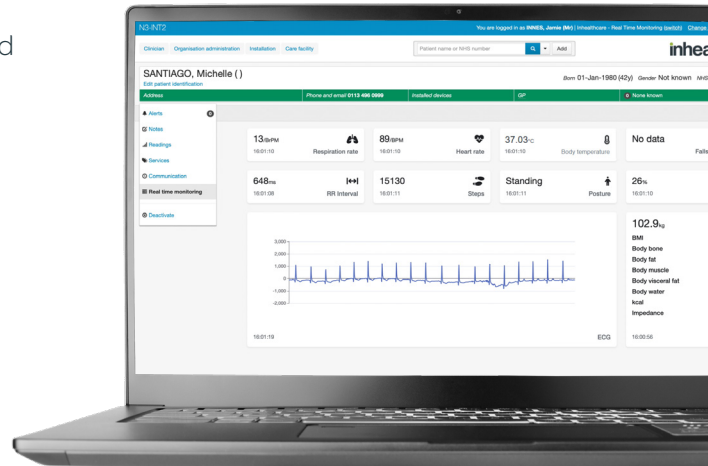 d
N3-INT2
You are logged in as INNES, Jamie (Mr) | Inhealthcare - Real Time Monitoring (switch) Change
Clinician Organisation administration Installation Care facility Patient name or NHS number Add
inhea
SANTIAGO, Michelle ( )
Edit patient identification
Born 01-Jan-1980 (42y) Gender Not known NHS
Address Phone and email 0113 496 0999 Installed devices GP None known
Alerts 0
Notes
Readings
Services
Communication
Real time monitoring
Deactivate
13/BrPM
16:01:10 Respiration rate
89/BPM
16:01:10 Heart rate
37.03°C
16:01:10 Body temperature
No data
Falls
648ms
16:01:08 RR Interval
15130
16:01:11 Steps
Standing
16:01:11 Posture
26%
16:01:10
3,000
2,000
1,000
0
-1,000
-2,000
16:01:19 ECG
102.9kg
BMI
Body bone
Body fat
Body muscle
Body visceral fat
Body water
kcal
Impedance
16:00:56